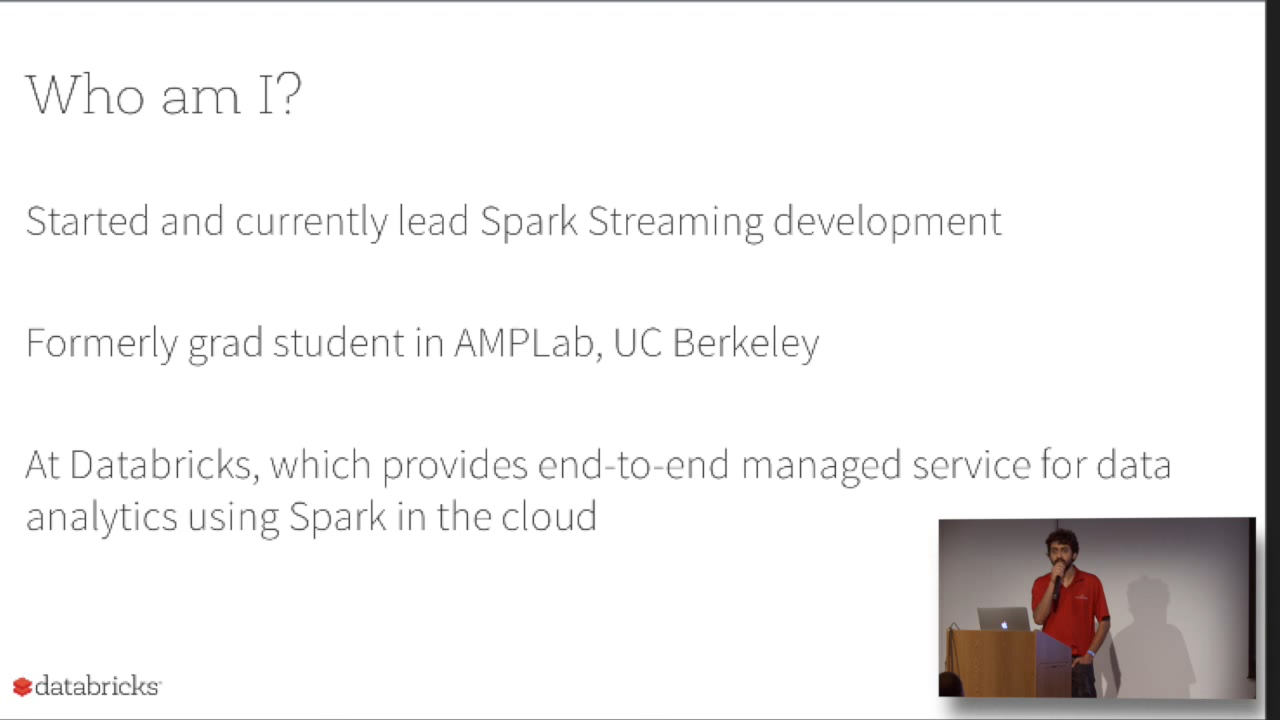 Who am I?
Started and currently lead Spark Streaming development
Formerly grad student in AMPLab, UC Berkeley
At Databricks, which provides end-to-end managed service for data
analytics using Spark in the cloud
databricks